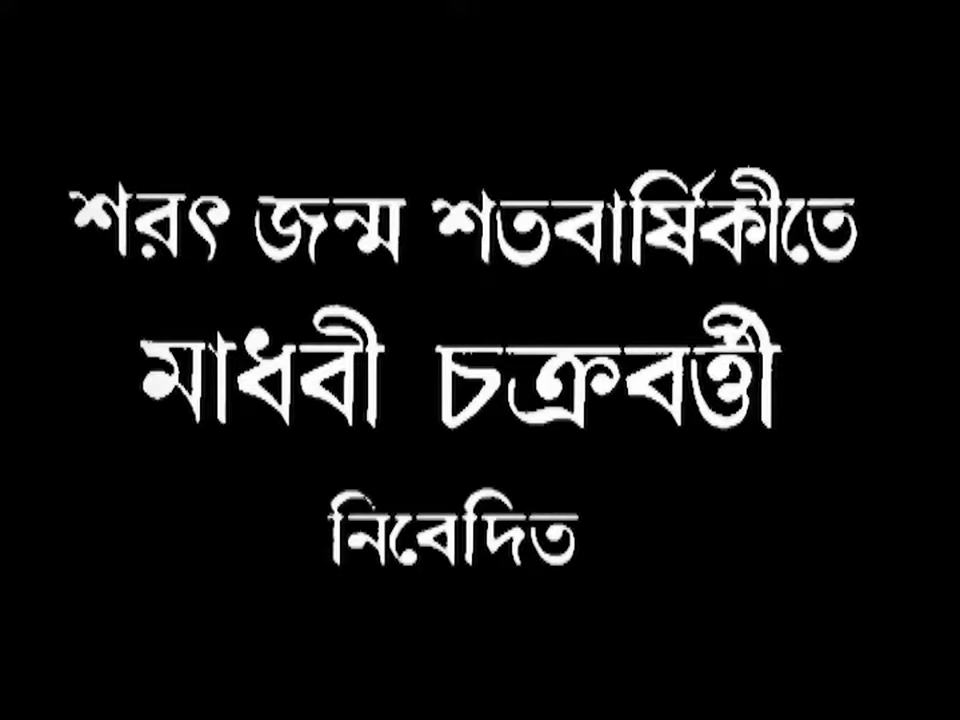 শরৎ জন্ম শতবার্ষিকীতে
মাধবী চক্রবর্ত্তী
নিবেদিত